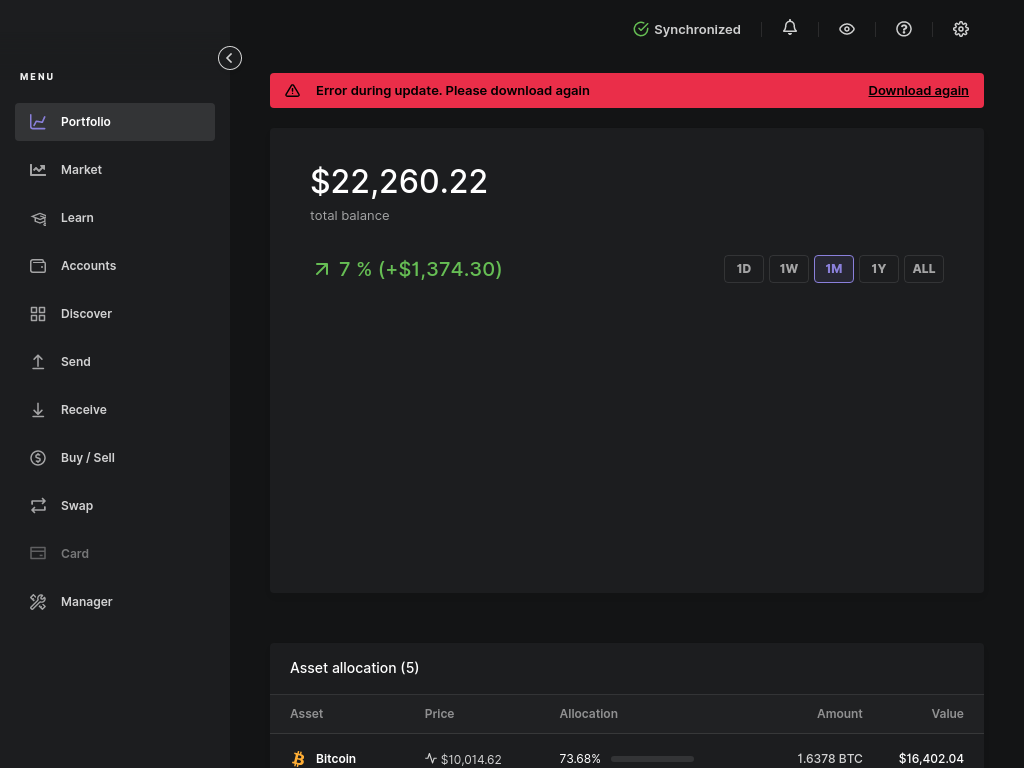 Synchronized
MENU
Error during update. Please download again Download again
Portfolio
Market
Learn
Accounts
Discover
Send
Receive
Buy / Sell
Swap
Card
Manager
$22,260.22
total balance
7 % (+$1,374.30) 1D 1W 1M 1Y ALL
Asset allocation (5)
Asset Price Allocation Amount Value
Bitcoin $10,014.62 73.68% 1.6378 BTC $16,402.04